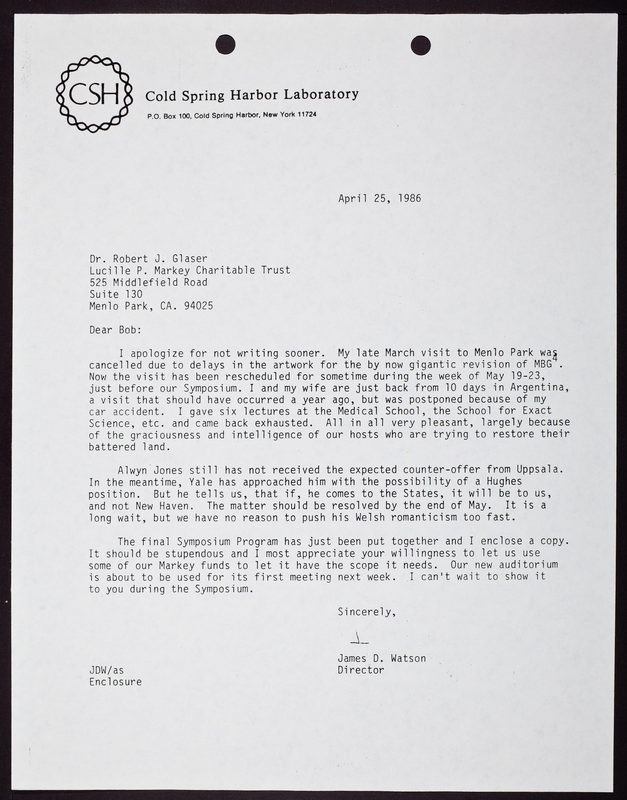 CSH
Cold Spring Harbor Laboratory
P.O. Box 100, Cold Spring Harbor, New York 11724
April 25, 1986
Dr. Robert J. Glaser
Lucille P. Markey Charitable Trust
525 Middlefield Road
Suite 130
Menlo Park, CA. 94025
Dear Bob:
I apologize for not writing sooner. My late March visit to Menlo Park was
cancelled due to delays in the artwork for the by now gigantic revision of MBG⁴.
Now the visit has been rescheduled for sometime during the week of May 19-23,
just before our Symposium. I and my wife are just back from 10 days in Argentina,
a visit that should have occurred a year ago, but was postponed because of my
car accident. I gave six lectures at the Medical School, the School for Exact
Science, etc. and came back exhausted. All in all very pleasant, largely because
of the graciousness and intelligence of our hosts who are trying to restore their
battered land.
Alwyn Jones still has not received the expected counter-offer from Uppsala.
In the meantime, Yale has approached him with the possibility of a Hughes
position. But he tells us, that if, he comes to the States, it will be to us,
and not New Haven. The matter should be resolved by the end of May. It is a
long wait, but we have no reason to push his Welsh romanticism too fast.
The final Symposium Program has just been put together and I enclose a copy.
It should be stupendous and I most appreciate your willingness to let us use
some of our Markey funds to let it have the scope it needs. Our new auditorium
is about to be used for its first meeting next week. I can't wait to show it
to you during the Symposium.
Sincerely,
James D. Watson
Director
JDW/as
Enclosure